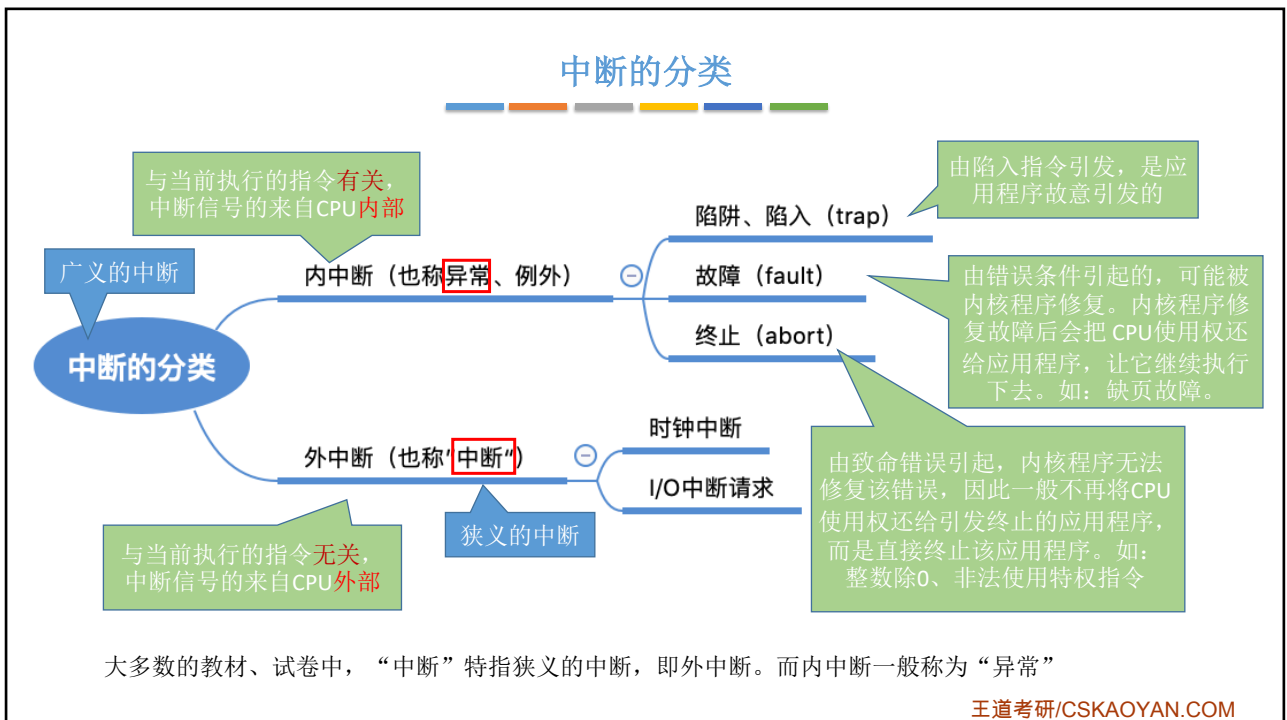 中断的分类
与当前执行的指令有关，
中断信号的来自CPU内部
由陷入指令引发，是应
用程序故意引发的
广义的中断
中断的分类
内中断（也称异常、例外）
陷阱、陷入（trap）
故障（fault）
终止（abort）
由错误条件引起的，可能被
内核程序修复。内核程序修
复故障后会把 CPU使用权还
给应用程序，让它继续执行
下去。如：缺页故障。
外中断（也称“中断“）
时钟中断
I/O中断请求
狭义的中断
与当前执行的指令无关，
中断信号的来自CPU外部
由致命错误引起，内核程序无法
修复该错误，因此一般不再将CPU
使用权还给引发终止的应用程序，
而是直接终止该应用程序。如：
整数除0、非法使用特权指令
大多数的教材、试卷中，“中断”特指狭义的中断，即外中断。而内中断一般称为“异常”
王道考研/CSKAOYAN.COM